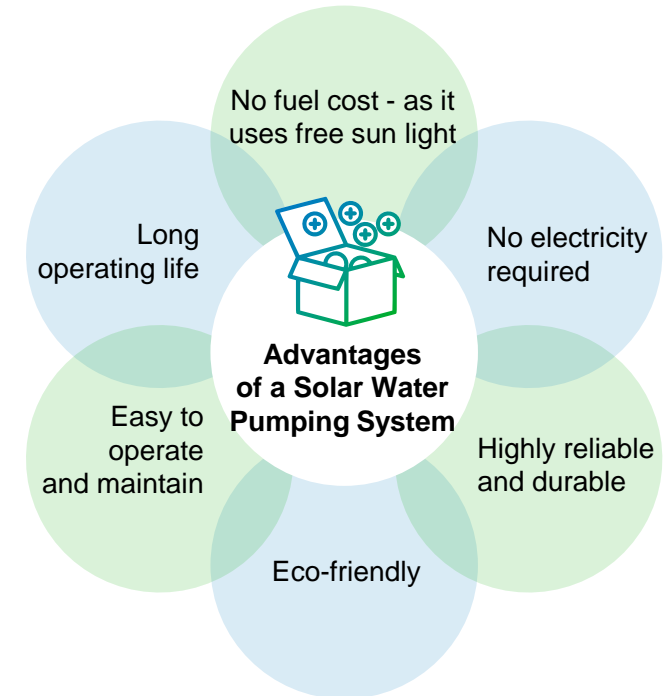 No fuel cost - as it
uses free sun light
No electricity
required
Highly reliable
and durable
Eco-friendly
Easy to
operate
and maintain
Long
operating life
Advantages
of a Solar Water
Pumping System